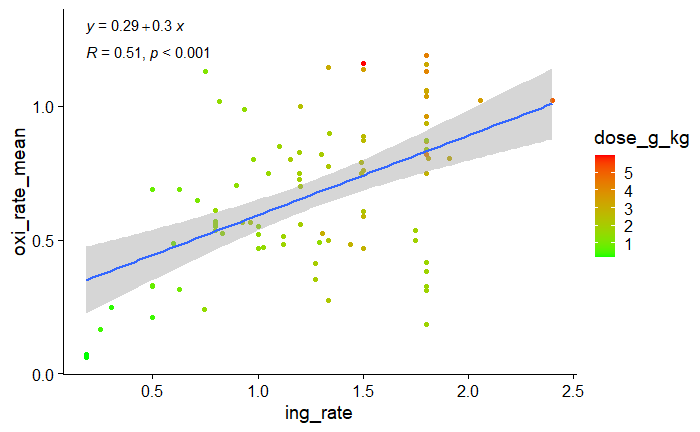 y = 0.29 + 0.3 x
R = 0.51, p < 0.001
oxi_rate_mean
1.0
0.5
0.0
0.5
1.0
1.5
2.0
2.5
ing_rate
dose_g_kg
5
4
3
2
1